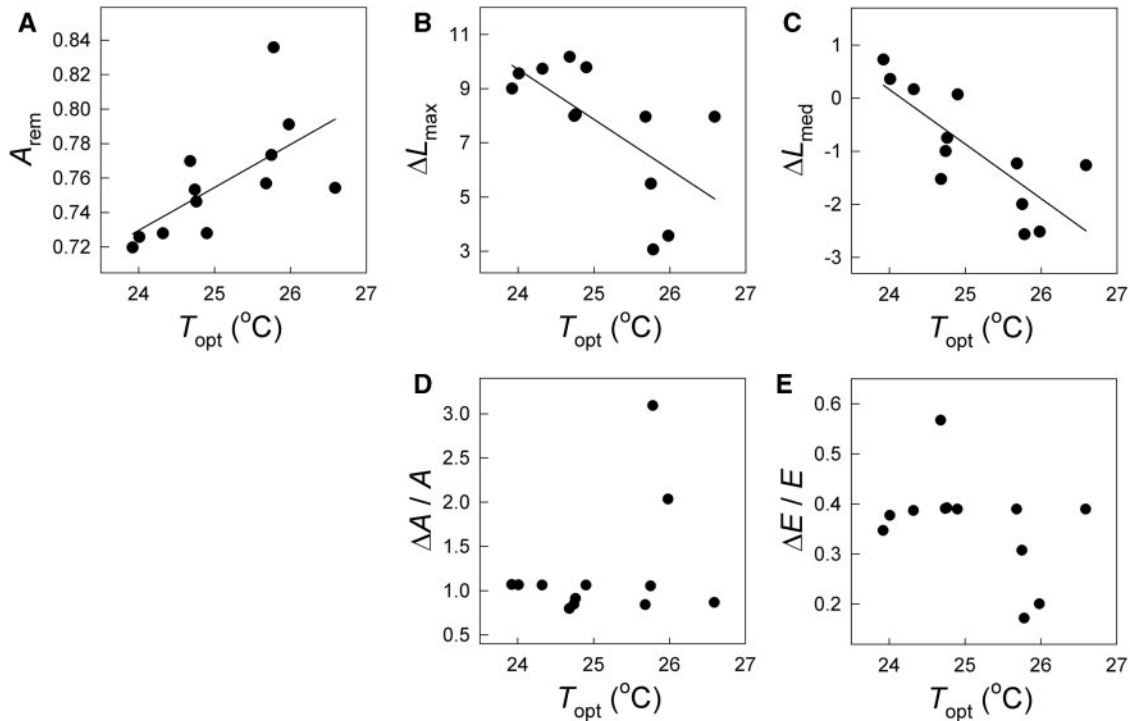 A
0.84
0.82
0.80
0.78
0.76
0.74
0.72
A_rem
24 25 26 27
T_opt (°C)
B
11
9
7
5
3
ΔL_max
24 25 26 27
T_opt (°C)
C
1
0
-1
-2
-3
ΔL_med
24 25 26 27
T_opt (°C)
D
3.0
2.5
2.0
1.5
1.0
0.5
ΔA / A
24 25 26 27
T_opt (°C)
E
0.6
0.5
0.4
0.3
0.2
ΔE / E
24 25 26 27
T_opt (°C)